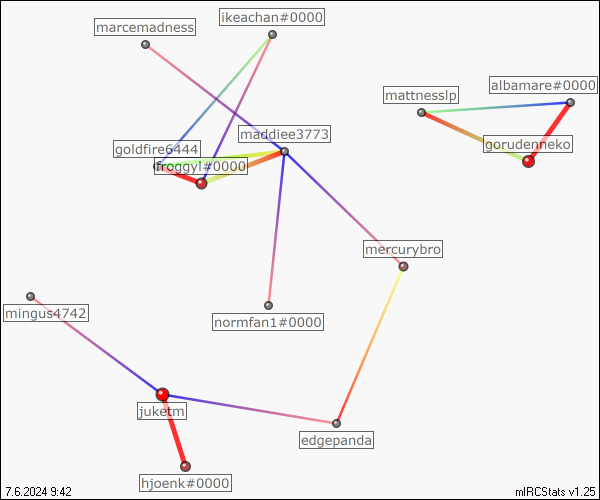 ikeachan#0000
marcemadness
albamare#0000
mattnesslp
maddiee3773
goldfire6444
gorudenneko
froggyl#0000
mercurybro
mingus4742
normfan1#0000
juketm
edgepanda
hjoenk#0000
7.6.2024 9:42
mIRCStats v1.25